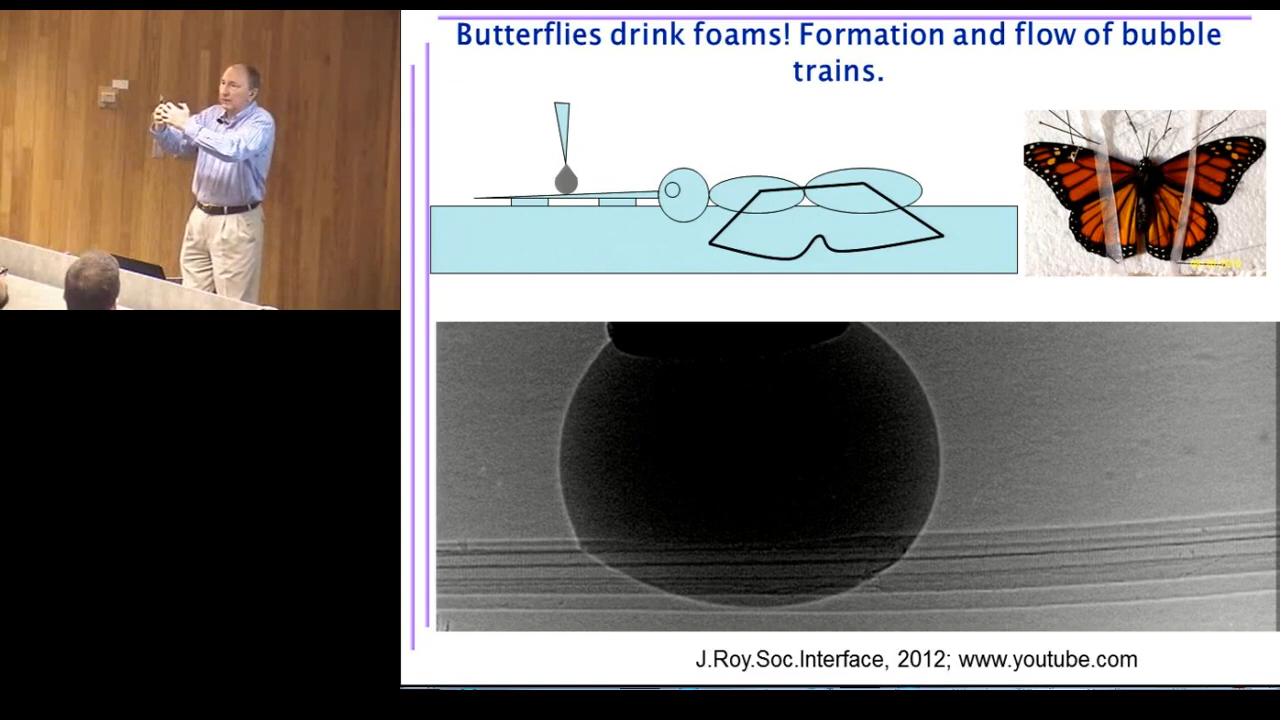 Butterflies drink foams! Formation and flow of bubble
trains.
J.Roy.Soc.Interface, 2012; www.youtube.com